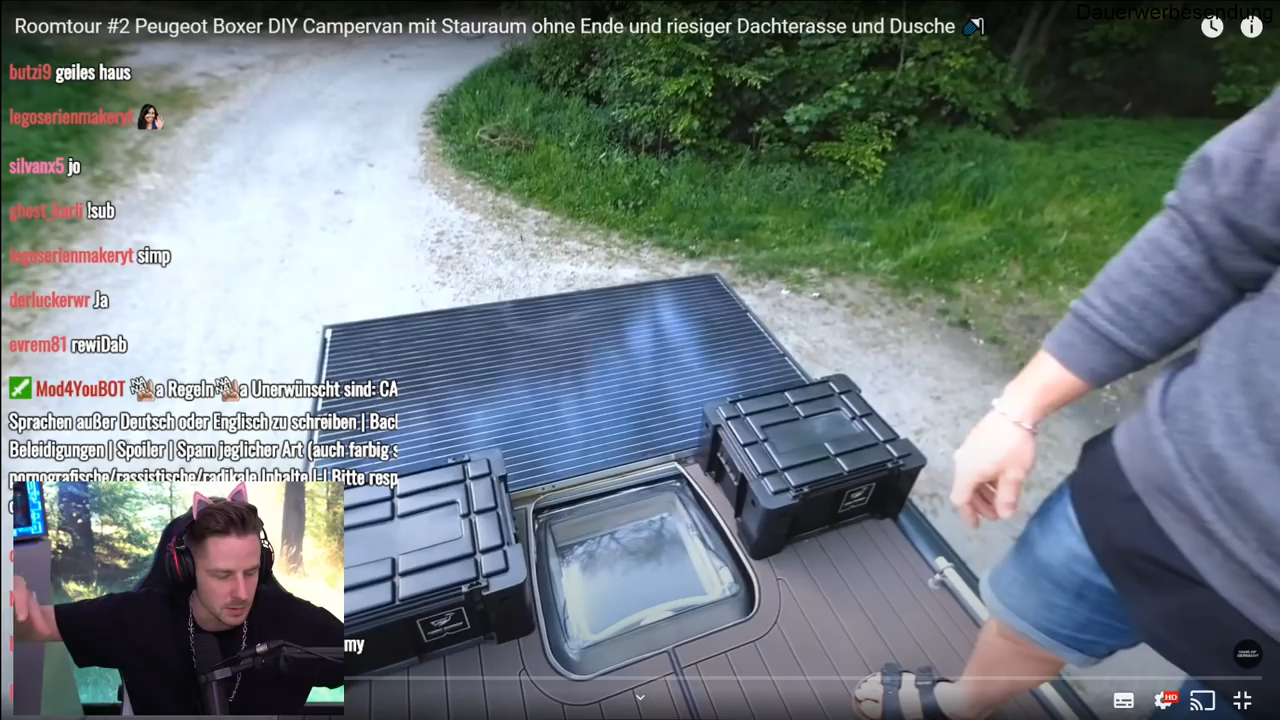 Roomtour #2 Peugeot Boxer DIY Campervan mit Stauraum ohne Ende und riesiger Dachterasse und Dusche
Dauerwerbesendung
butzi9 geiles haus
legoserienmakeryt
silvanx5 jo
ghost_karli !sub
legoserienmakeryt simp
derluckerwr Ja
evrem81 rewiDab
Mod4YouBOT a Regeln a Unerwünscht sind: CA
Sprachen außer Deutsch oder Englisch zu schreiben | Back
Beleidigungen | Spoiler | Spam jeglicher Art (auch farbig
pornografische/rassistische/radikale Inhalte | - | Bitte resp
my
HD